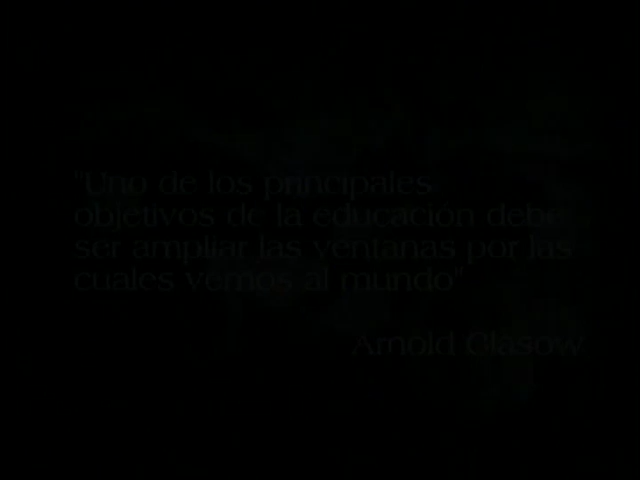 "Uno de los principales
objetivos de la educación debe
ser ampliar las ventanas por las
cuales vemos al mundo"
Arnold Glasow